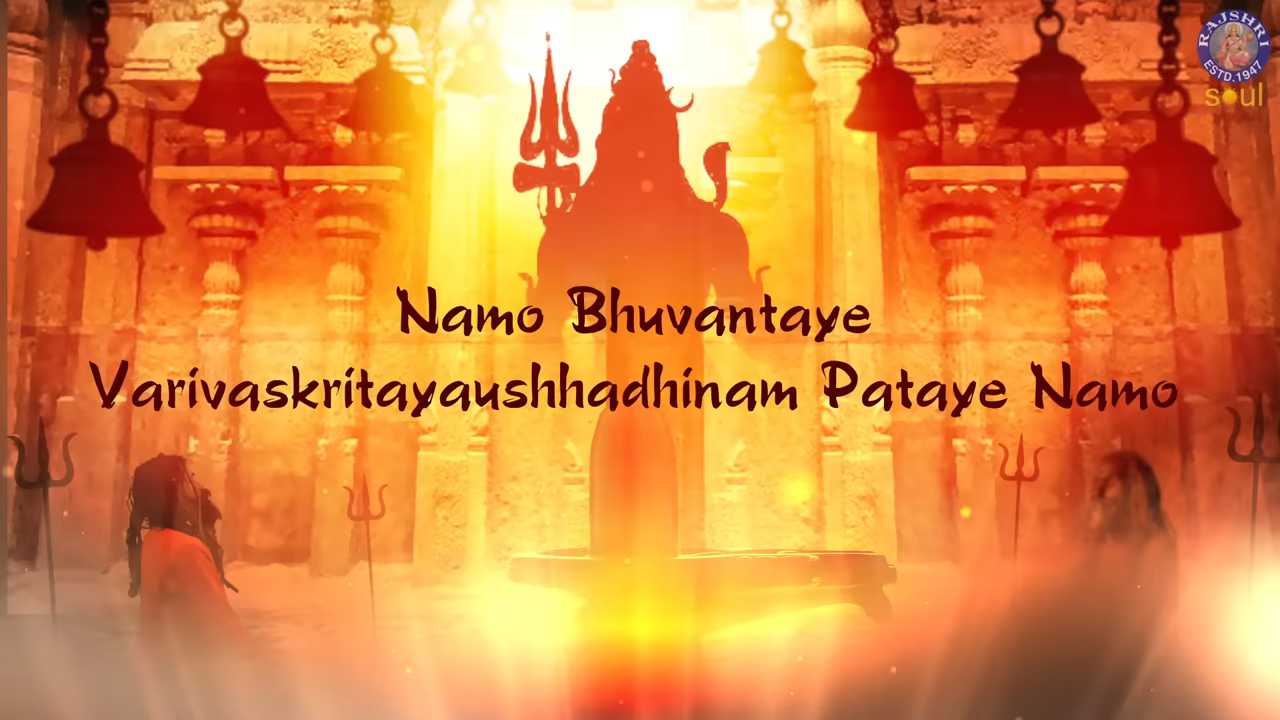 RAJSHRI
ESTD.1947
soul
Namo Bhuvantaye
Varivaskritayaushhadhinam Pataye Namo